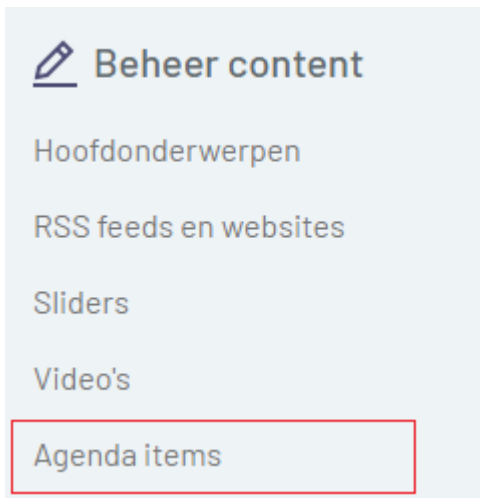 Beheer content
Hoofdonderwerpen
RSS feeds en websites
Sliders
Video's
Agenda items